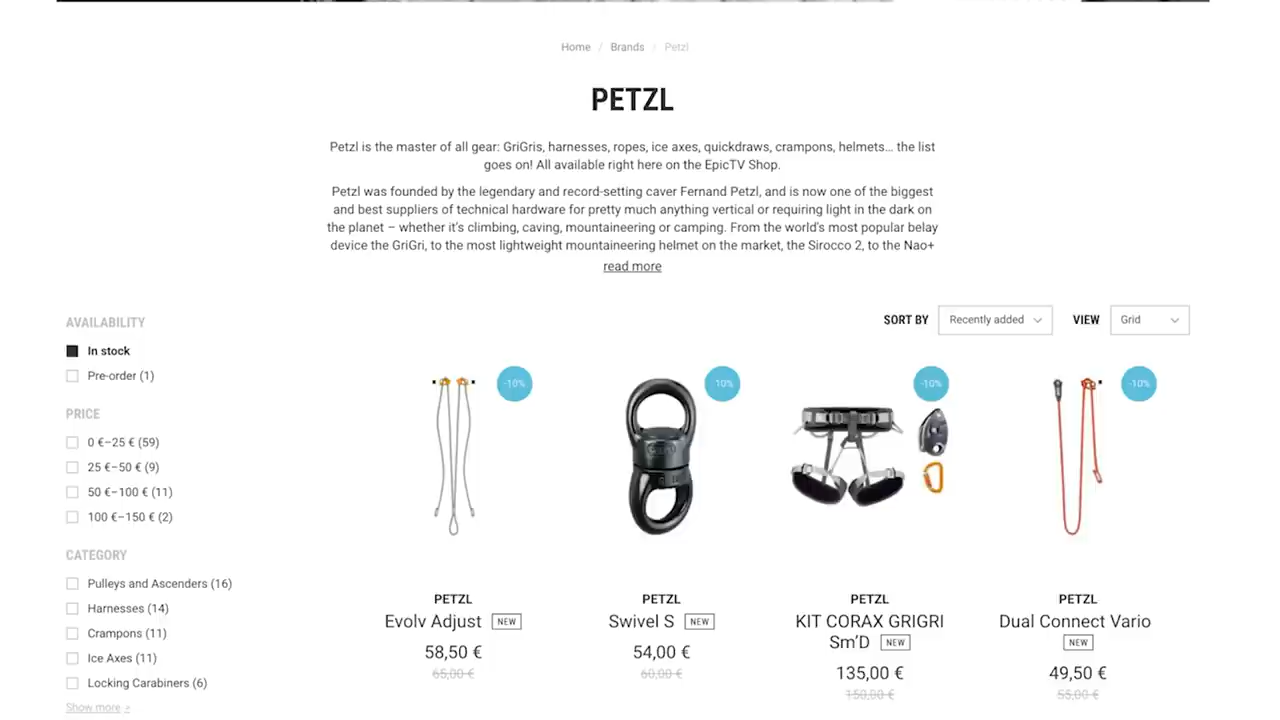 Home / Brands / Petzl
PETZL
Petzl is the master of all gear: GriGris, harnesses, ropes, ice axes, quickdraws, crampons, helmets... the list
goes on! All available right here on the EpicTV Shop.
Petzl was founded by the legendary and record-setting caver Fernand Petzl, and is now one of the biggest
and best suppliers of technical hardware for pretty much anything vertical or requiring light in the dark on
the planet – whether it's climbing, caving, mountaineering or camping. From the world's most popular belay
device the GriGri, to the most lightweight mountaineering helmet on the market, the Sirocco 2, to the Nao+
read more
SORT BY Recently added VIEW Grid
AVAILABILITY
In stock
Pre-order (1)
PRICE
0 €–25 € (59)
25 €–50 € (9)
50 €–100 € (11)
100 €–150 € (2)
CATEGORY
Pulleys and Ascenders (16)
Harnesses (14)
Crampons (11)
Ice Axes (11)
Locking Carabiners (6)
Show more
-10%
PETZL
Evolv Adjust NEW
58,50 €
65,00 €
-10%
PETZL
Swivel S NEW
54,00 €
60,00 €
-10%
PETZL
KIT CORAX GRIGRI
Sm'D NEW
135,00 €
150,00 €
-10%
PETZL
Dual Connect Vario
NEW
49,50 €
55,00 €